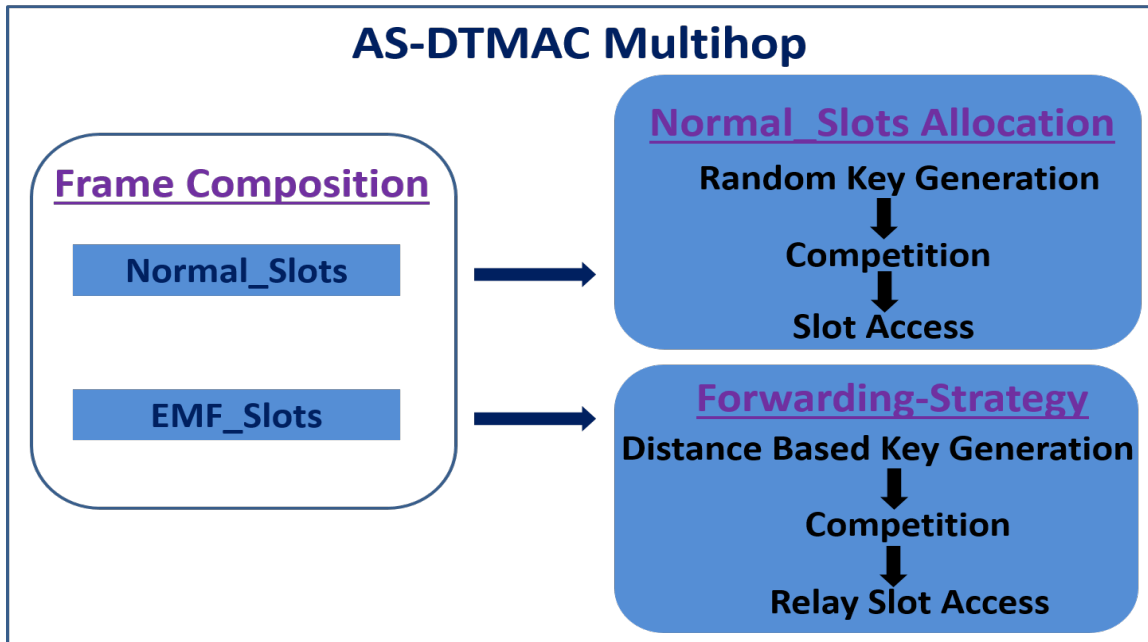 AS-DTMAC Multihop
Frame Composition
Normal_Slots
EMF_Slots
Normal_Slots Allocation
Random Key Generation
Competition
Slot Access
Forwarding-Strategy
Distance Based Key Generation
Competition
Relay Slot Access